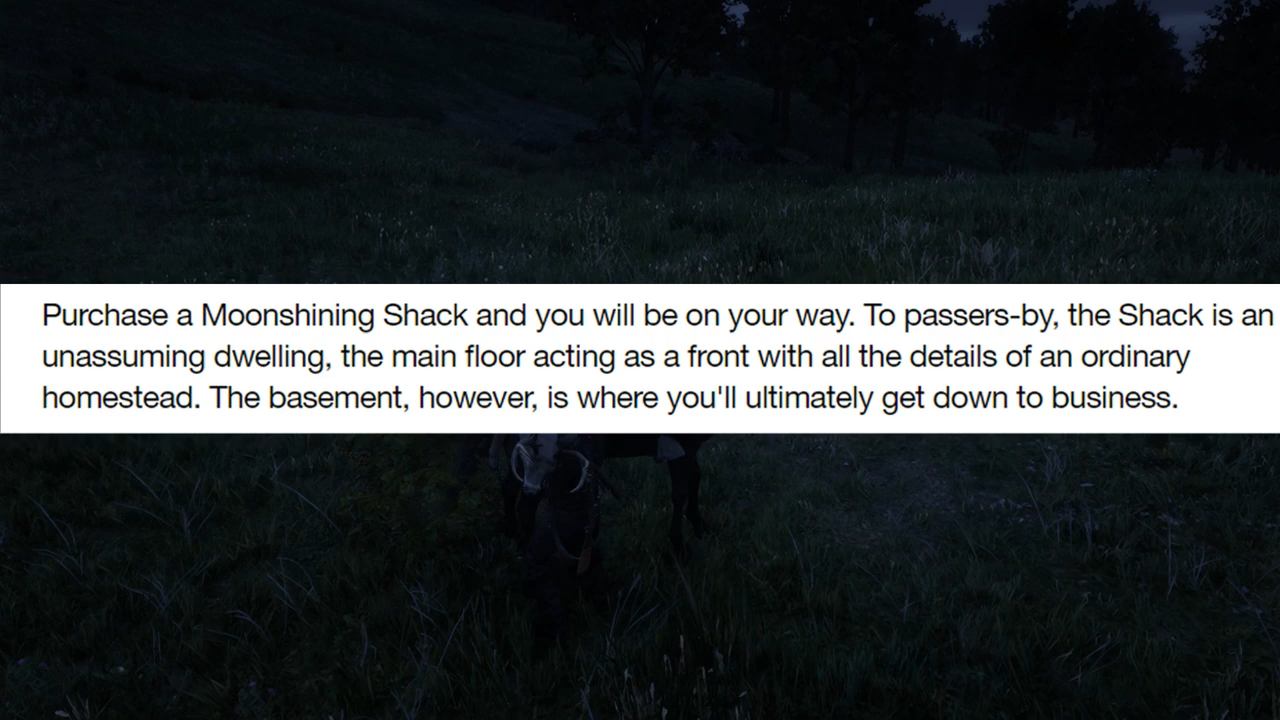 Purchase a Moonshining Shack and you will be on your way. To passers-by, the Shack is an
unassuming dwelling, the main floor acting as a front with all the details of an ordinary
homestead. The basement, however, is where you'll ultimately get down to business.